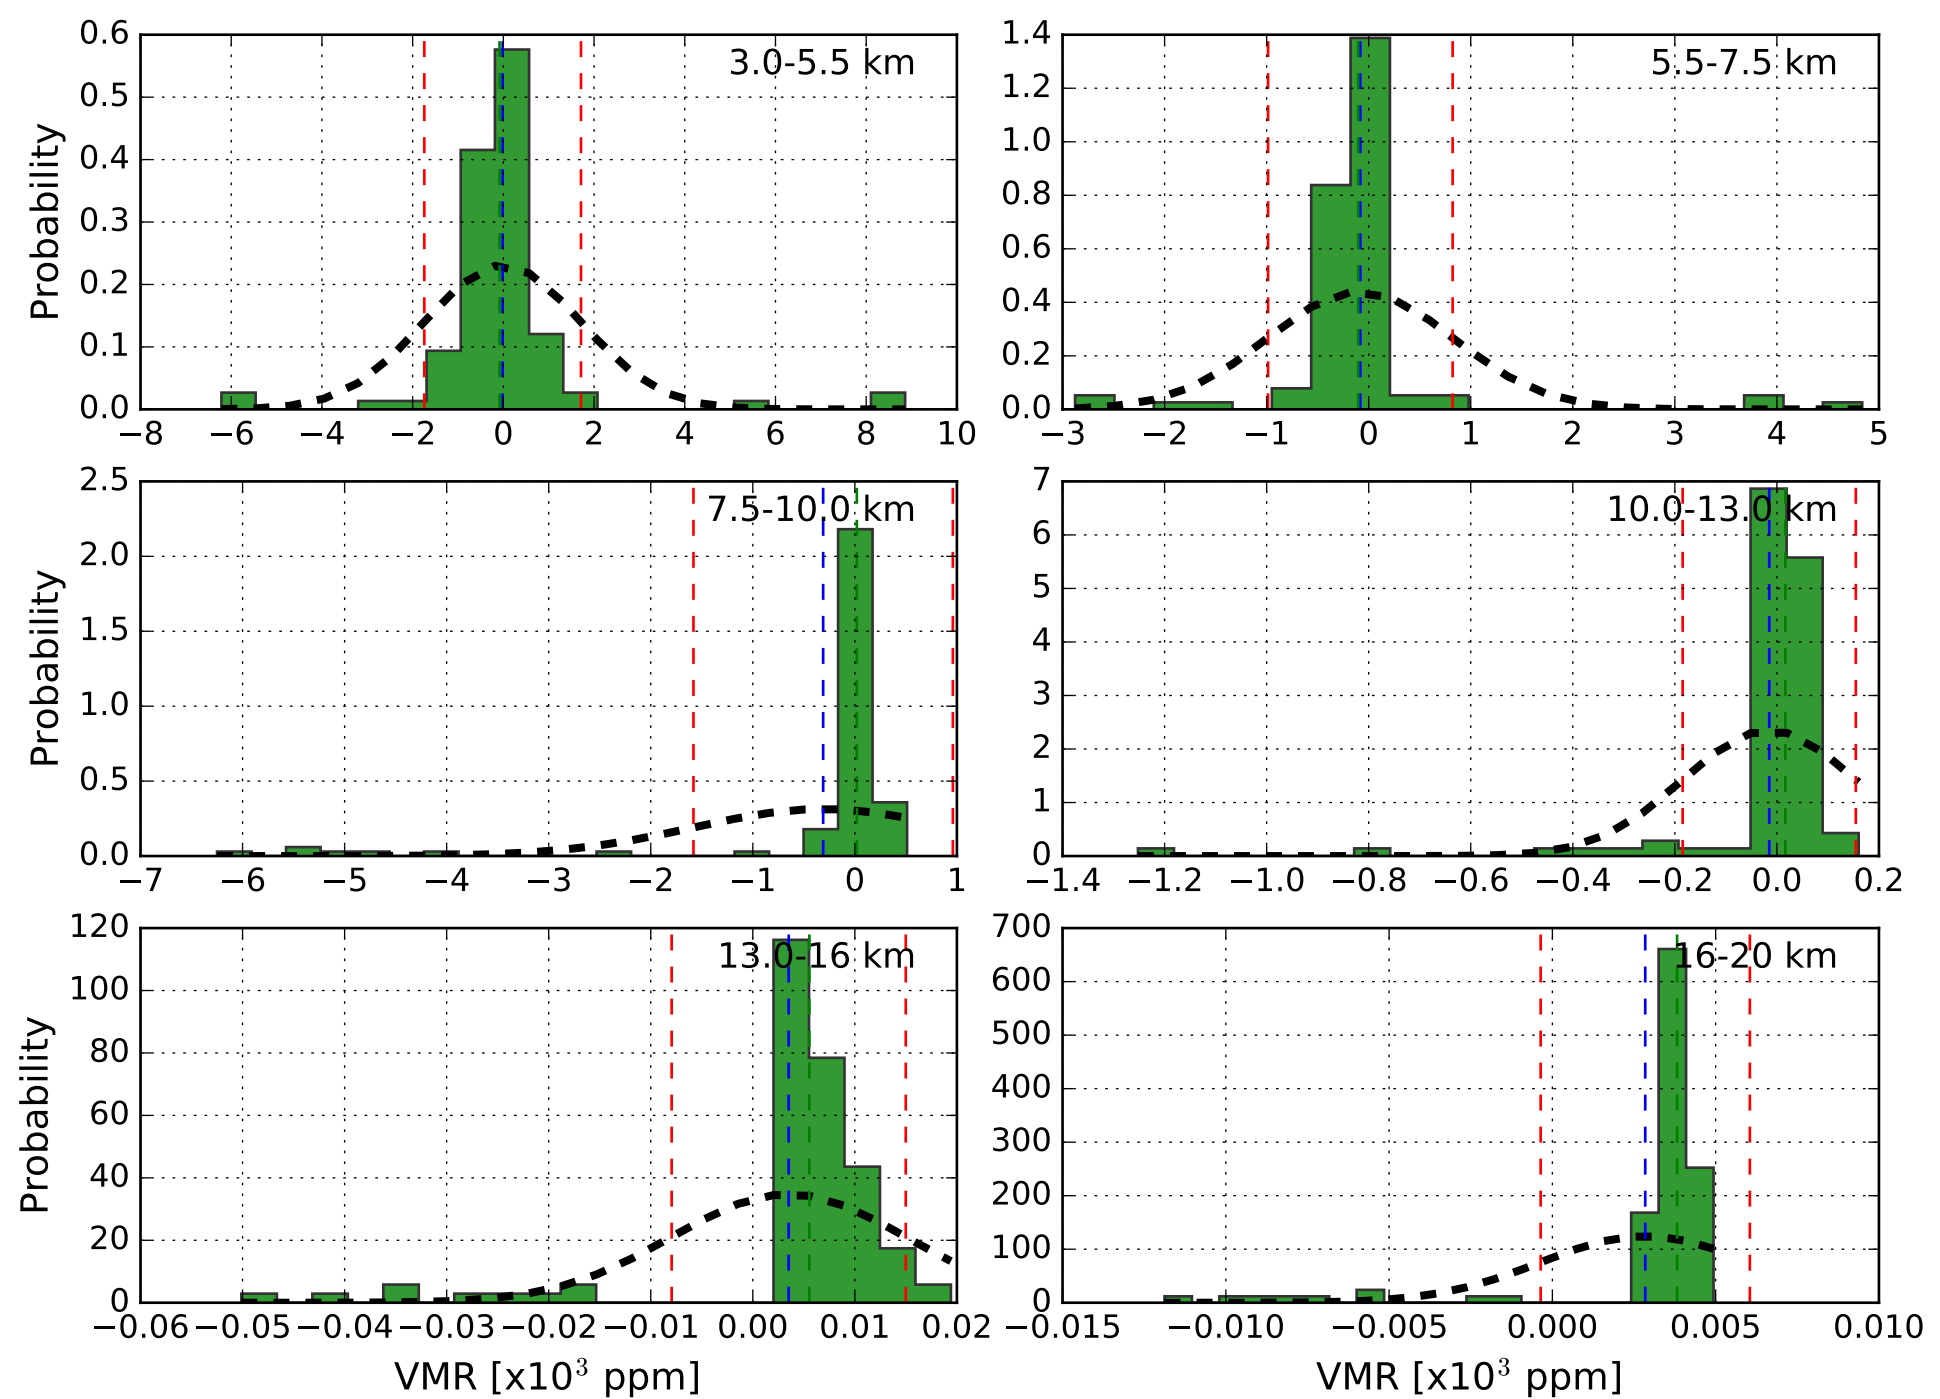 3.0-5.5 km
Probability
0.6
0.5
0.4
0.3
0.2
0.1
0.0
−8 −6 −4 −2 0 2 4 6 8 10
5.5-7.5 km
1.4
1.2
1.0
0.8
0.6
0.4
0.2
0.0
−3 −2 −1 0 1 2 3 4 5
7.5-10.0 km
Probability
2.5
2.0
1.5
1.0
0.5
0.0
−7 −6 −5 −4 −3 −2 −1 0 1
10.0-13.0 km
7
6
5
4
3
2
1
0
−1.4 −1.2 −1.0 −0.8 −0.6 −0.4 −0.2 0.0 0.2
13.0-16 km
Probability
120
100
80
60
40
20
0
−0.06 −0.05 −0.04 −0.03 −0.02 −0.01 0.00 0.01 0.02
VMR [x10³ ppm]
16-20 km
700
600
500
400
300
200
100
0
−0.015 −0.010 −0.005 0.000 0.005 0.010
VMR [x10³ ppm]